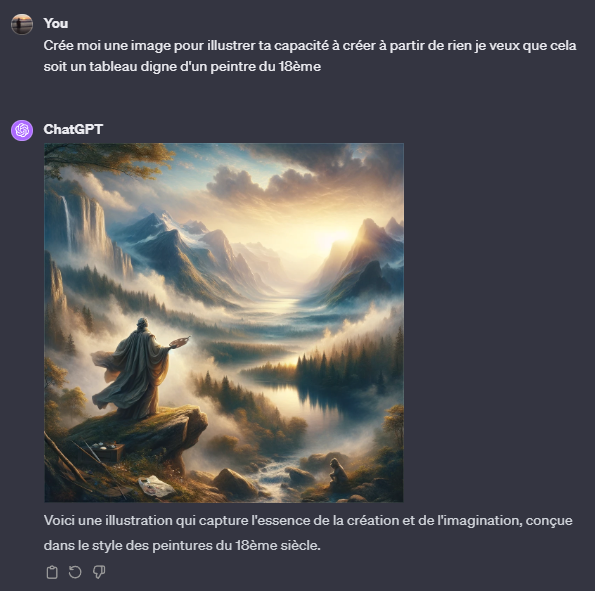 You
Crée moi une image pour illustrer ta capacité à créer à partir de rien je veux que cela
soit un tableau digne d'un peintre du 18ème
ChatGPT
Voici une illustration qui capture l'essence de la création et de l'imagination, conçue
dans le style des peintures du 18ème siècle.